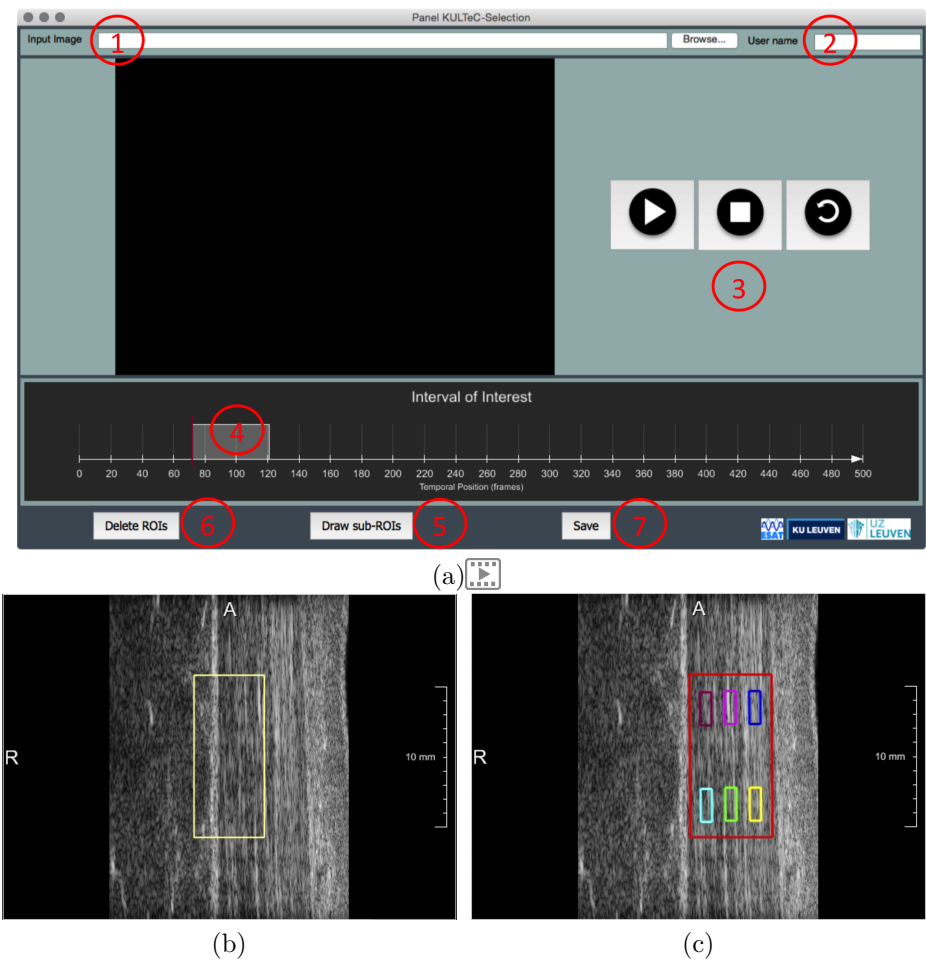 Panel KULTeC-Selection
Input Image 1 Browse... User name 2
3
Interval of Interest
4
0 20 40 60 80 100 120 140 160 180 200 220 240 260 280 300 320 340 360 380 400 420 440 460 480 500
Temporal Position (frames)
Delete ROIs 6 Draw sub-ROIs 5 Save 7 ESAT KU LEUVEN UZ LEUVEN
(a)
A A
R 10 mm R 10 mm
(b) (c)